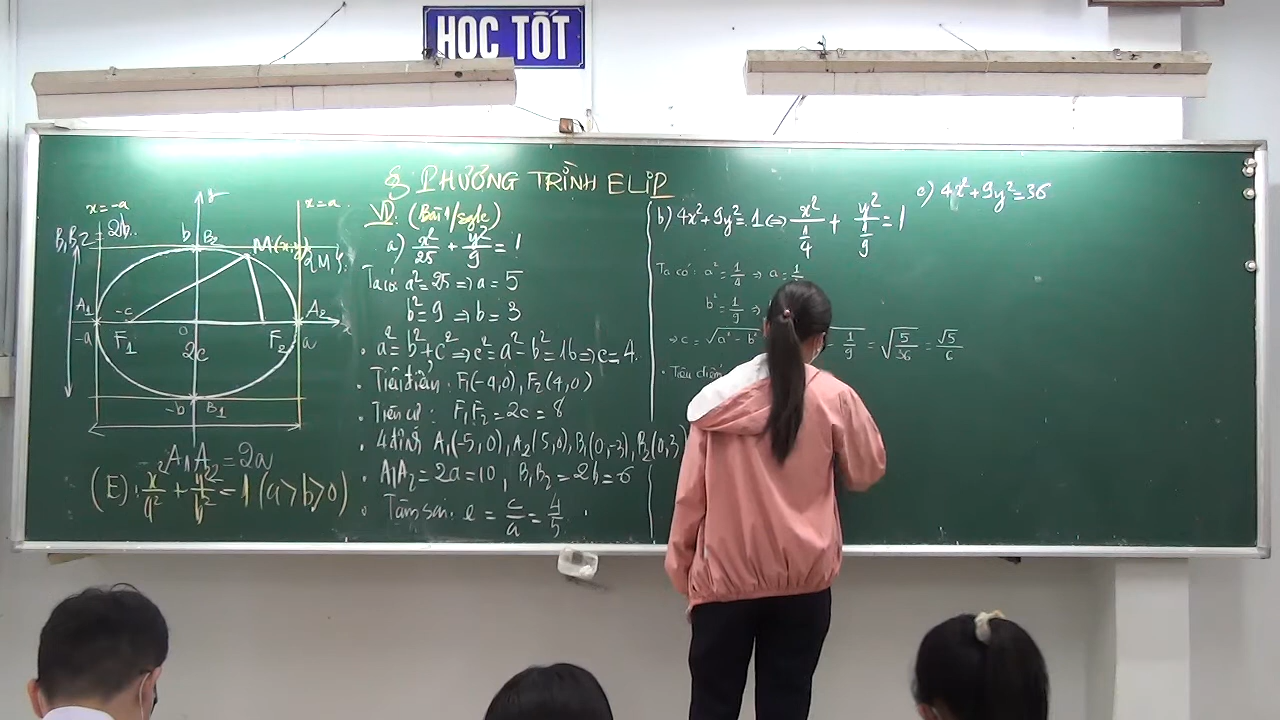 HỌC TỐT
§ PHƯƠNG TRÌNH ELIP
x=-a
y
x=a
B₁B₂ 2b
b B₂
M(x,y)
A₁ -c
O
A₂
x
-a F₁
2c
F₂ a
-b B₁
A₁A₂ = 2a
(E): x²/a² + y²/b² = 1 (a>b>0)
VD: (Bài 1/sgk)
a) x²/25 + y²/9 = 1
Ta có a² = 25 => a = 5
b² = 9 => b = 3
. a² = b² + c² => c² = a² - b² = 16 => c = 4.
. Tiêu điểm: F₁(-4,0), F₂(4,0)
. Tiêu cự: F₁F₂ = 2c = 8
. 4 đỉnh A₁(-5,0), A₂(5,0), B₁(0,-3), B₂(0,3)
. A₁A₂ = 2a = 10, B₁B₂ = 2b = 6
. Tâm sai: e = c/a = 4/5
b) 4x² + 9y² = 1 <=> x²/(1/4) + y²/(1/9) = 1
Ta có: a² = 1/4 => a = 1/2
b² = 1/9 =>
=> c = √(a² - b²) - 1/9 = √(5/36) = √5/6
. Tiêu điểm
c) 4x² + 9y² = 36